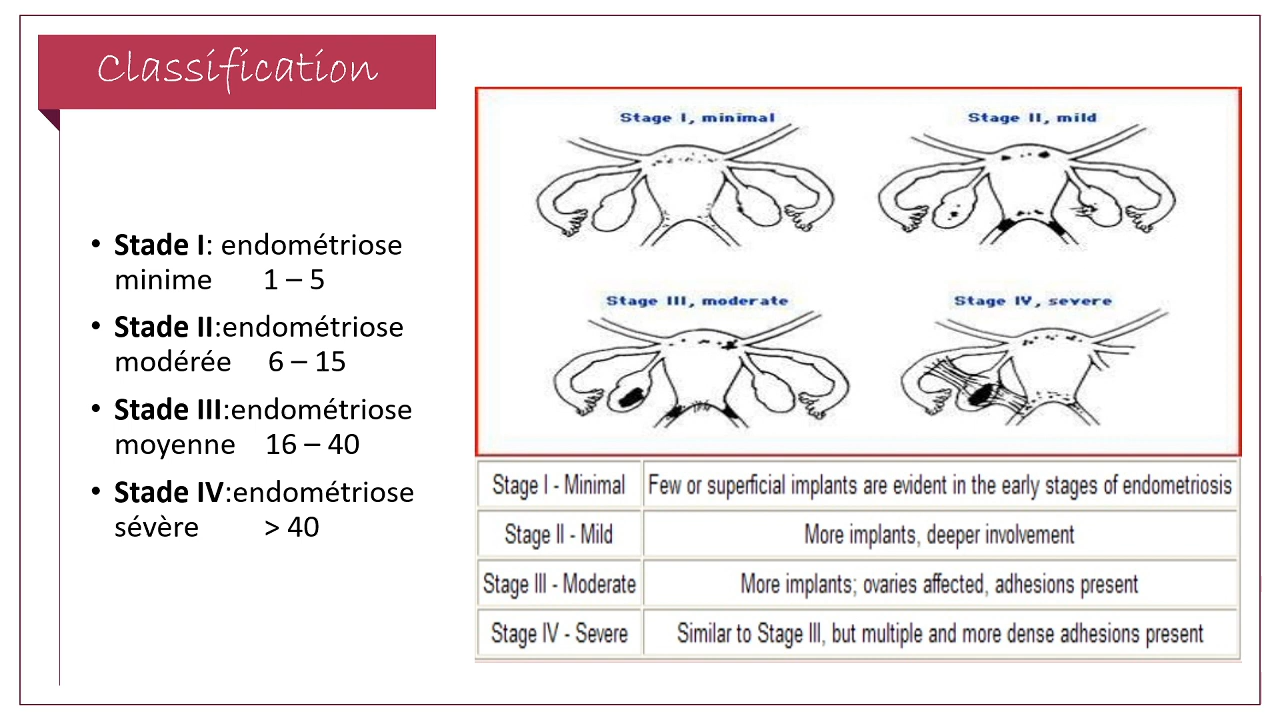 Classification
• Stade I: endométriose
minime 1 – 5
• Stade II:endométriose
modérée 6 – 15
• Stade III:endométriose
moyenne 16 – 40
• Stade IV:endométriose
sévère > 40
Stage I, minimal
Stage II, mild
Stage III, moderate
Stage IV, severe
Stage I - Minimal Few or superficial implants are evident in the early stages of endometriosis
Stage II - Mild More implants, deeper involvement
Stage III - Moderate More implants; ovaries affected, adhesions present
Stage IV - Severe Similar to Stage III, but multiple and more dense adhesions present